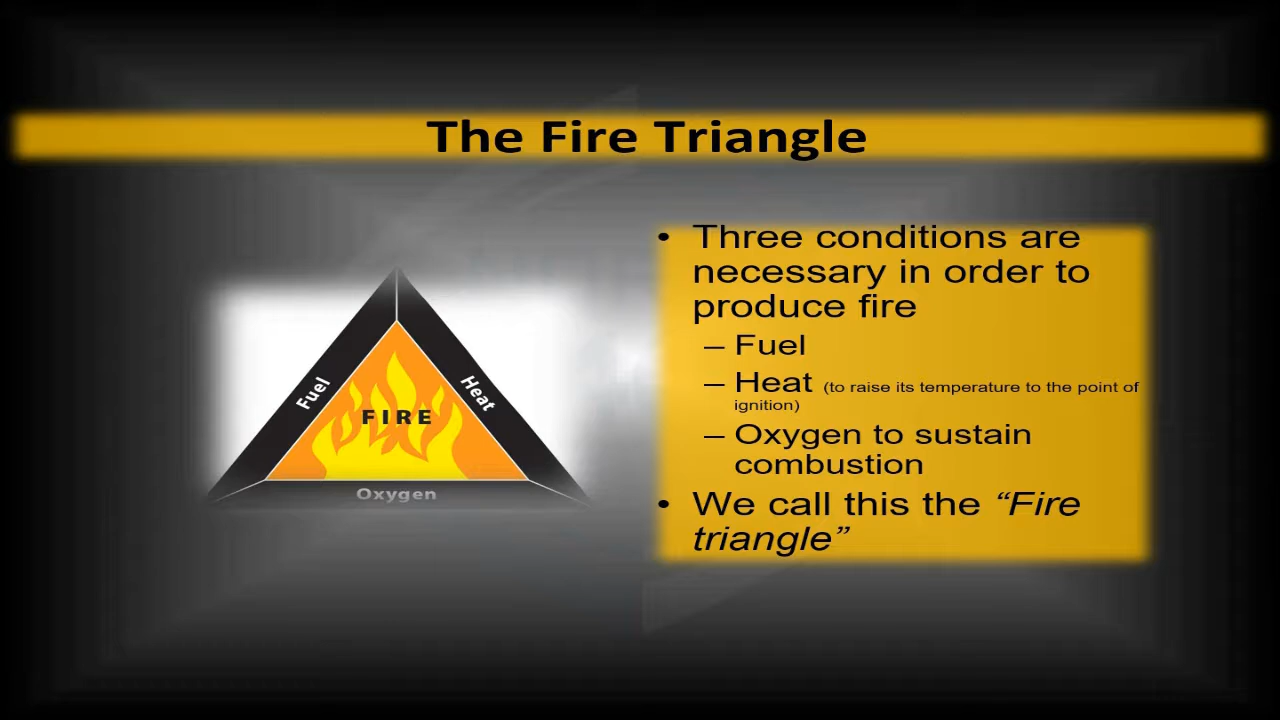 The Fire Triangle
• Three conditions are
necessary in order to
produce fire
– Fuel
– Heat (to raise its temperature to the point of
ignition)
– Oxygen to sustain
combustion
• We call this the “Fire
triangle”
Fuel
Heat
FIRE
Oxygen